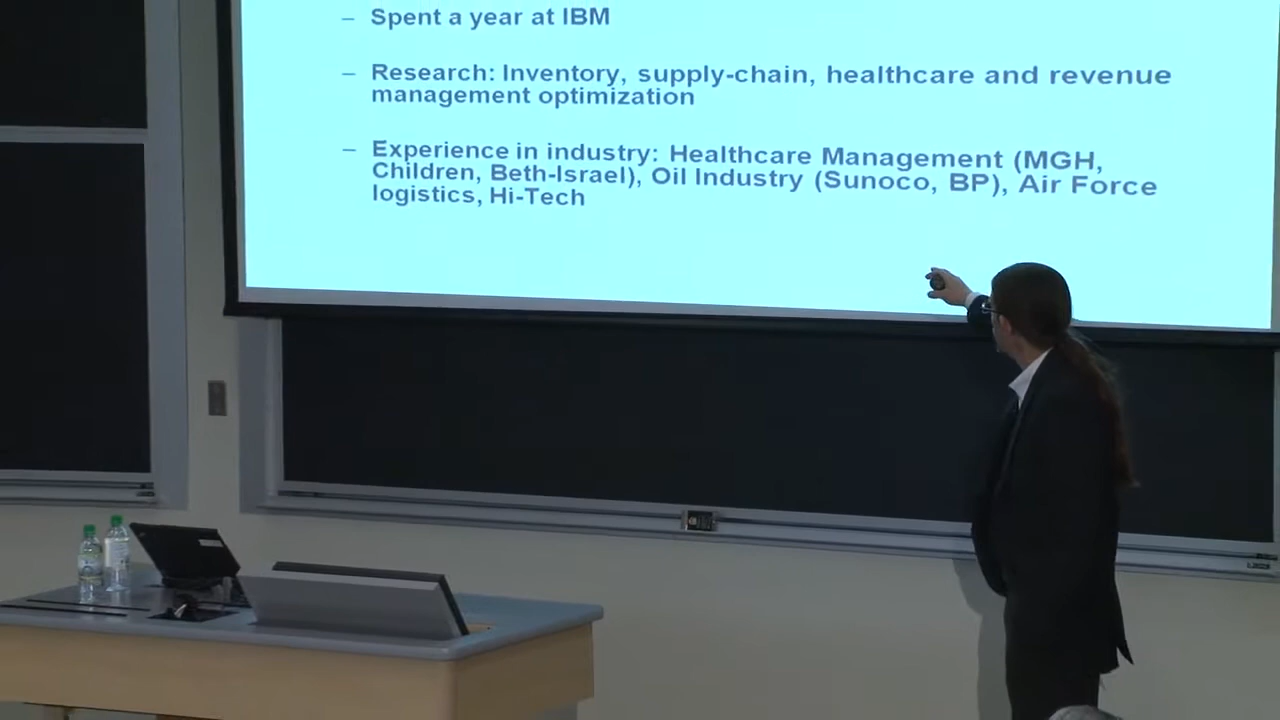 – Spent a year at IBM
– Research: Inventory, supply-chain, healthcare and revenue
management optimization
– Experience in industry: Healthcare Management (MGH,
Children, Beth-Israel), Oil Industry (Sunoco, BP), Air Force
logistics, Hi-Tech